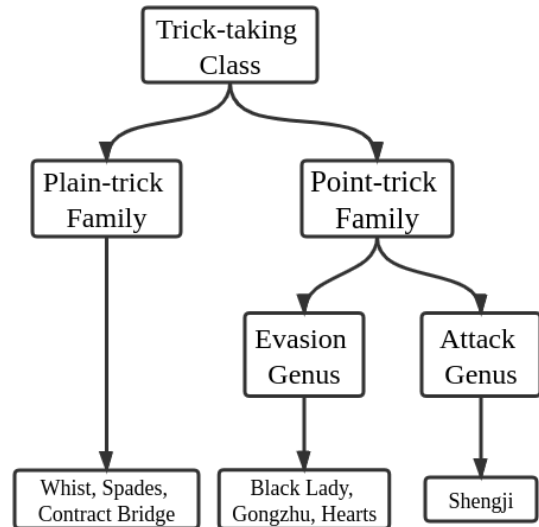 Trick-taking
Class
Plain-trick
Family
Point-trick
Family
Evasion
Genus
Attack
Genus
Whist, Spades,
Contract Bridge
Black Lady,
Gongzhu, Hearts
Shengji